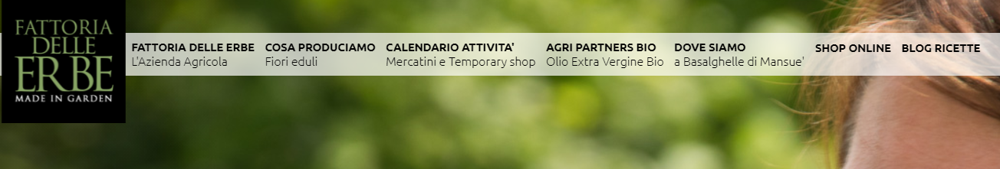 FATTORIA
DELLE
ERBE
MADE IN GARDEN
FATTORIA DELLE ERBE
L'Azienda Agricola
COSA PRODUCIAMO
Fiori eduli
CALENDARIO ATTIVITA'
Mercatini e Temporary shop
AGRI PARTNERS BIO
Olio Extra Vergine Bio
DOVE SIAMO
a Basalghelle di Mansue'
SHOP ONLINE
BLOG RICETTE